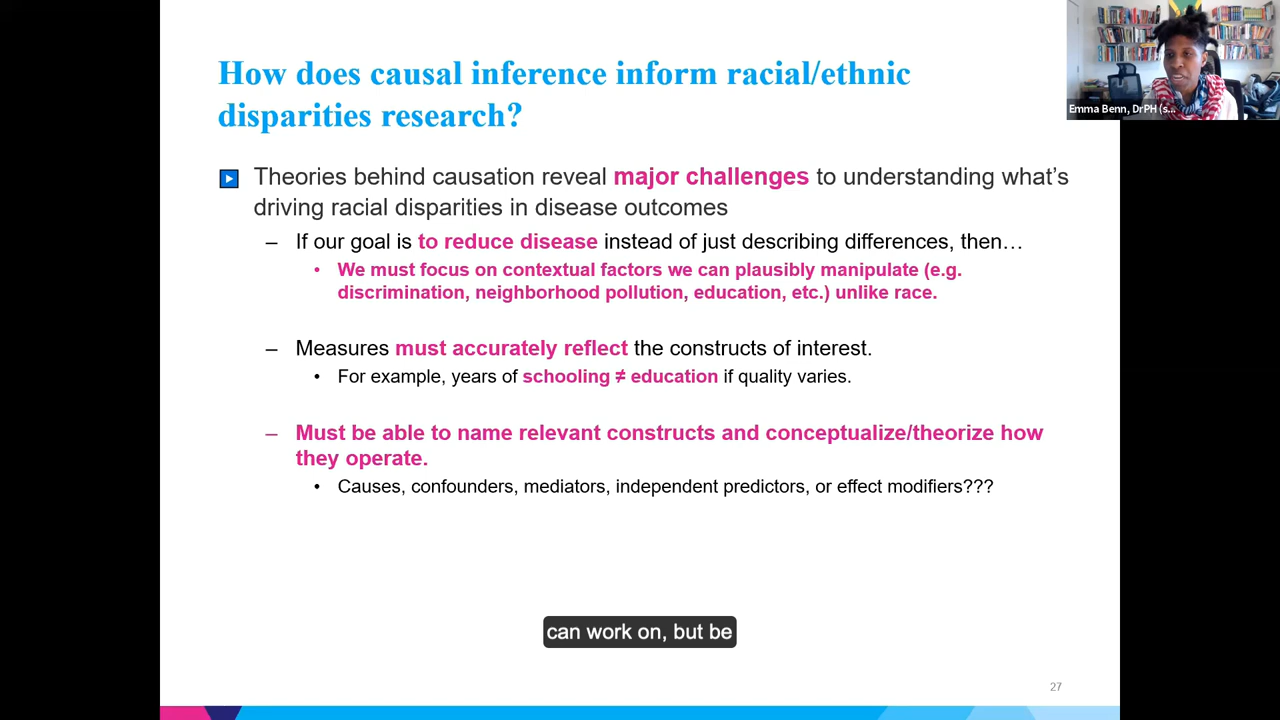 How does causal inference inform racial/ethnic
disparities research?
Emma Benn, DrPH (s...
Theories behind causation reveal major challenges to understanding what's
driving racial disparities in disease outcomes
– If our goal is to reduce disease instead of just describing differences, then…
• We must focus on contextual factors we can plausibly manipulate (e.g.
discrimination, neighborhood pollution, education, etc.) unlike race.
– Measures must accurately reflect the constructs of interest.
• For example, years of schooling ≠ education if quality varies.
– Must be able to name relevant constructs and conceptualize/theorize how
they operate.
• Causes, confounders, mediators, independent predictors, or effect modifiers???
can work on, but be
27